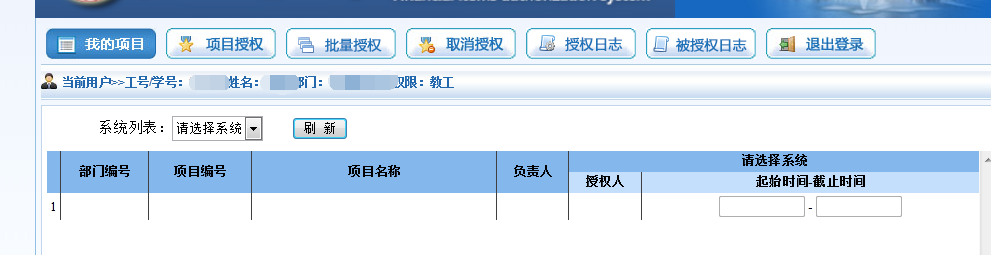 我的项目 项目授权 批量授权 取消授权 授权日志 被授权日志 退出登录
当前用户>>工号/学号： 姓名： 部门： 权限：教工
系统列表： 请选择系统 刷 新
部门编号 项目编号 项目名称 负责人 请选择系统
授权人 起始时间-截止时间
1 -